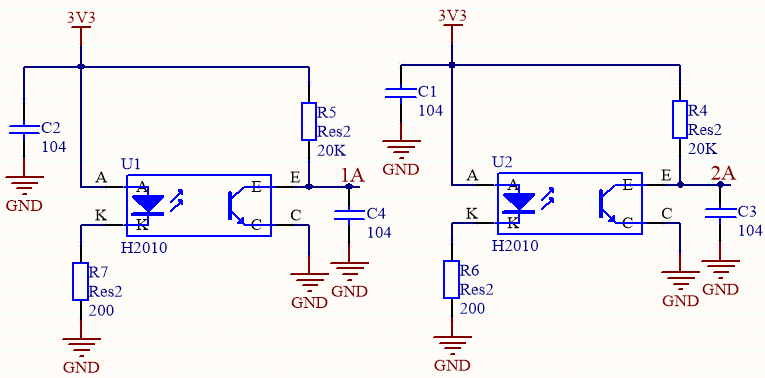 3V3
C2
104
GND
R5
Res2
20K
U1
A
A
K
K
E
E
C
C
H2010
1A
C4
104
GND
GND
R7
Res2
200
GND
3V3
C1
104
GND
R4
Res2
20K
U2
A
A
K
K
E
E
C
C
H2010
2A
C3
104
GND
GND
R6
Res2
200
GND